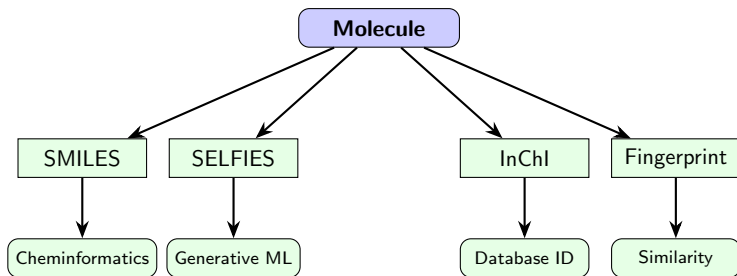 Molecule
SMILES
SELFIES
InChI
Fingerprint
Cheminformatics
Generative ML
Database ID
Similarity